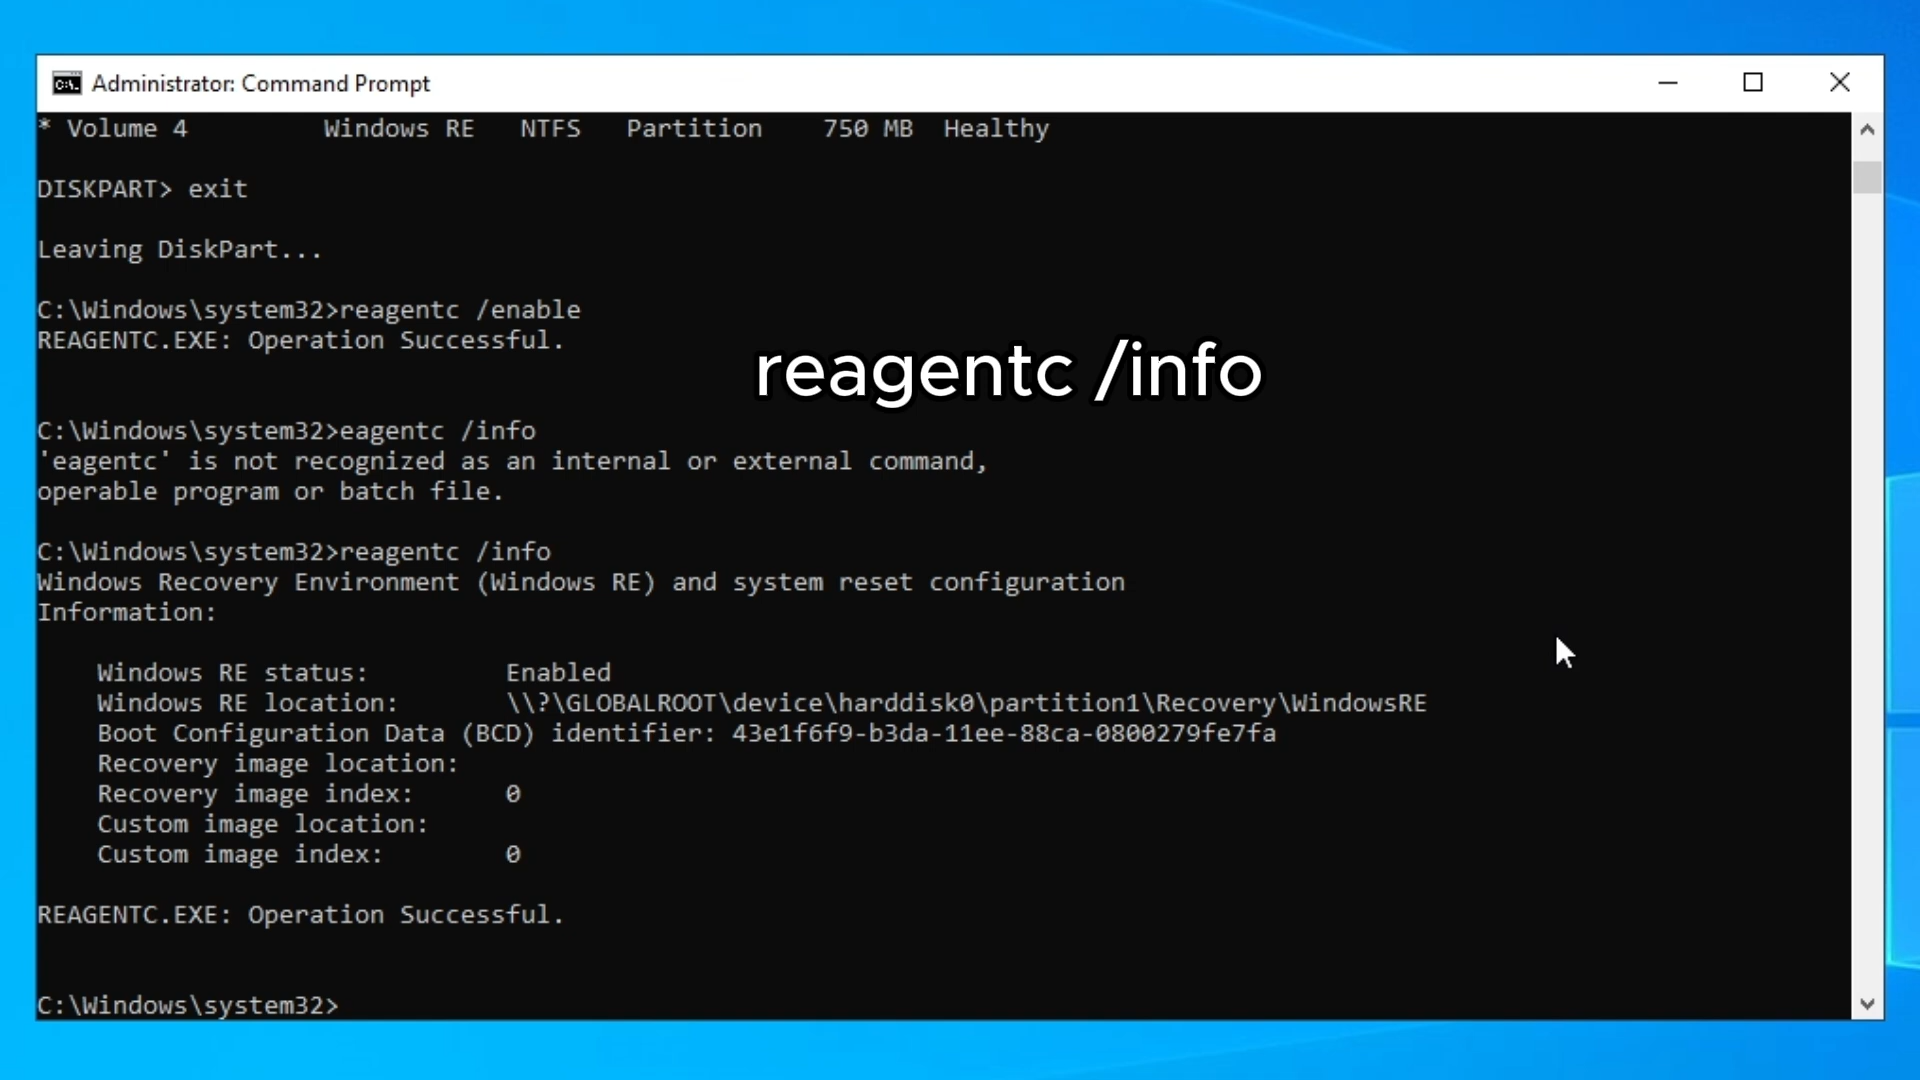 Administrator: Command Prompt
* Volume 4         Windows RE   NTFS   Partition    750 MB  Healthy
DISKPART> exit
Leaving DiskPart...
C:\Windows\system32>reagentc /enable
REAGENTC.EXE: Operation Successful.
reagentc /info
C:\Windows\system32>eagentc /info
'eagentc' is not recognized as an internal or external command,
operable program or batch file.
C:\Windows\system32>reagentc /info
Windows Recovery Environment (Windows RE) and system reset configuration
Information:
    Windows RE status:         Enabled
    Windows RE location:       \\?\GLOBALROOT\device\harddisk0\partition1\Recovery\WindowsRE
    Boot Configuration Data (BCD) identifier: 43e1f6f9-b3da-11ee-88ca-0800279fe7fa
    Recovery image location:
    Recovery image index:      0
    Custom image location:
    Custom image index:        0
REAGENTC.EXE: Operation Successful.
C:\Windows\system32>